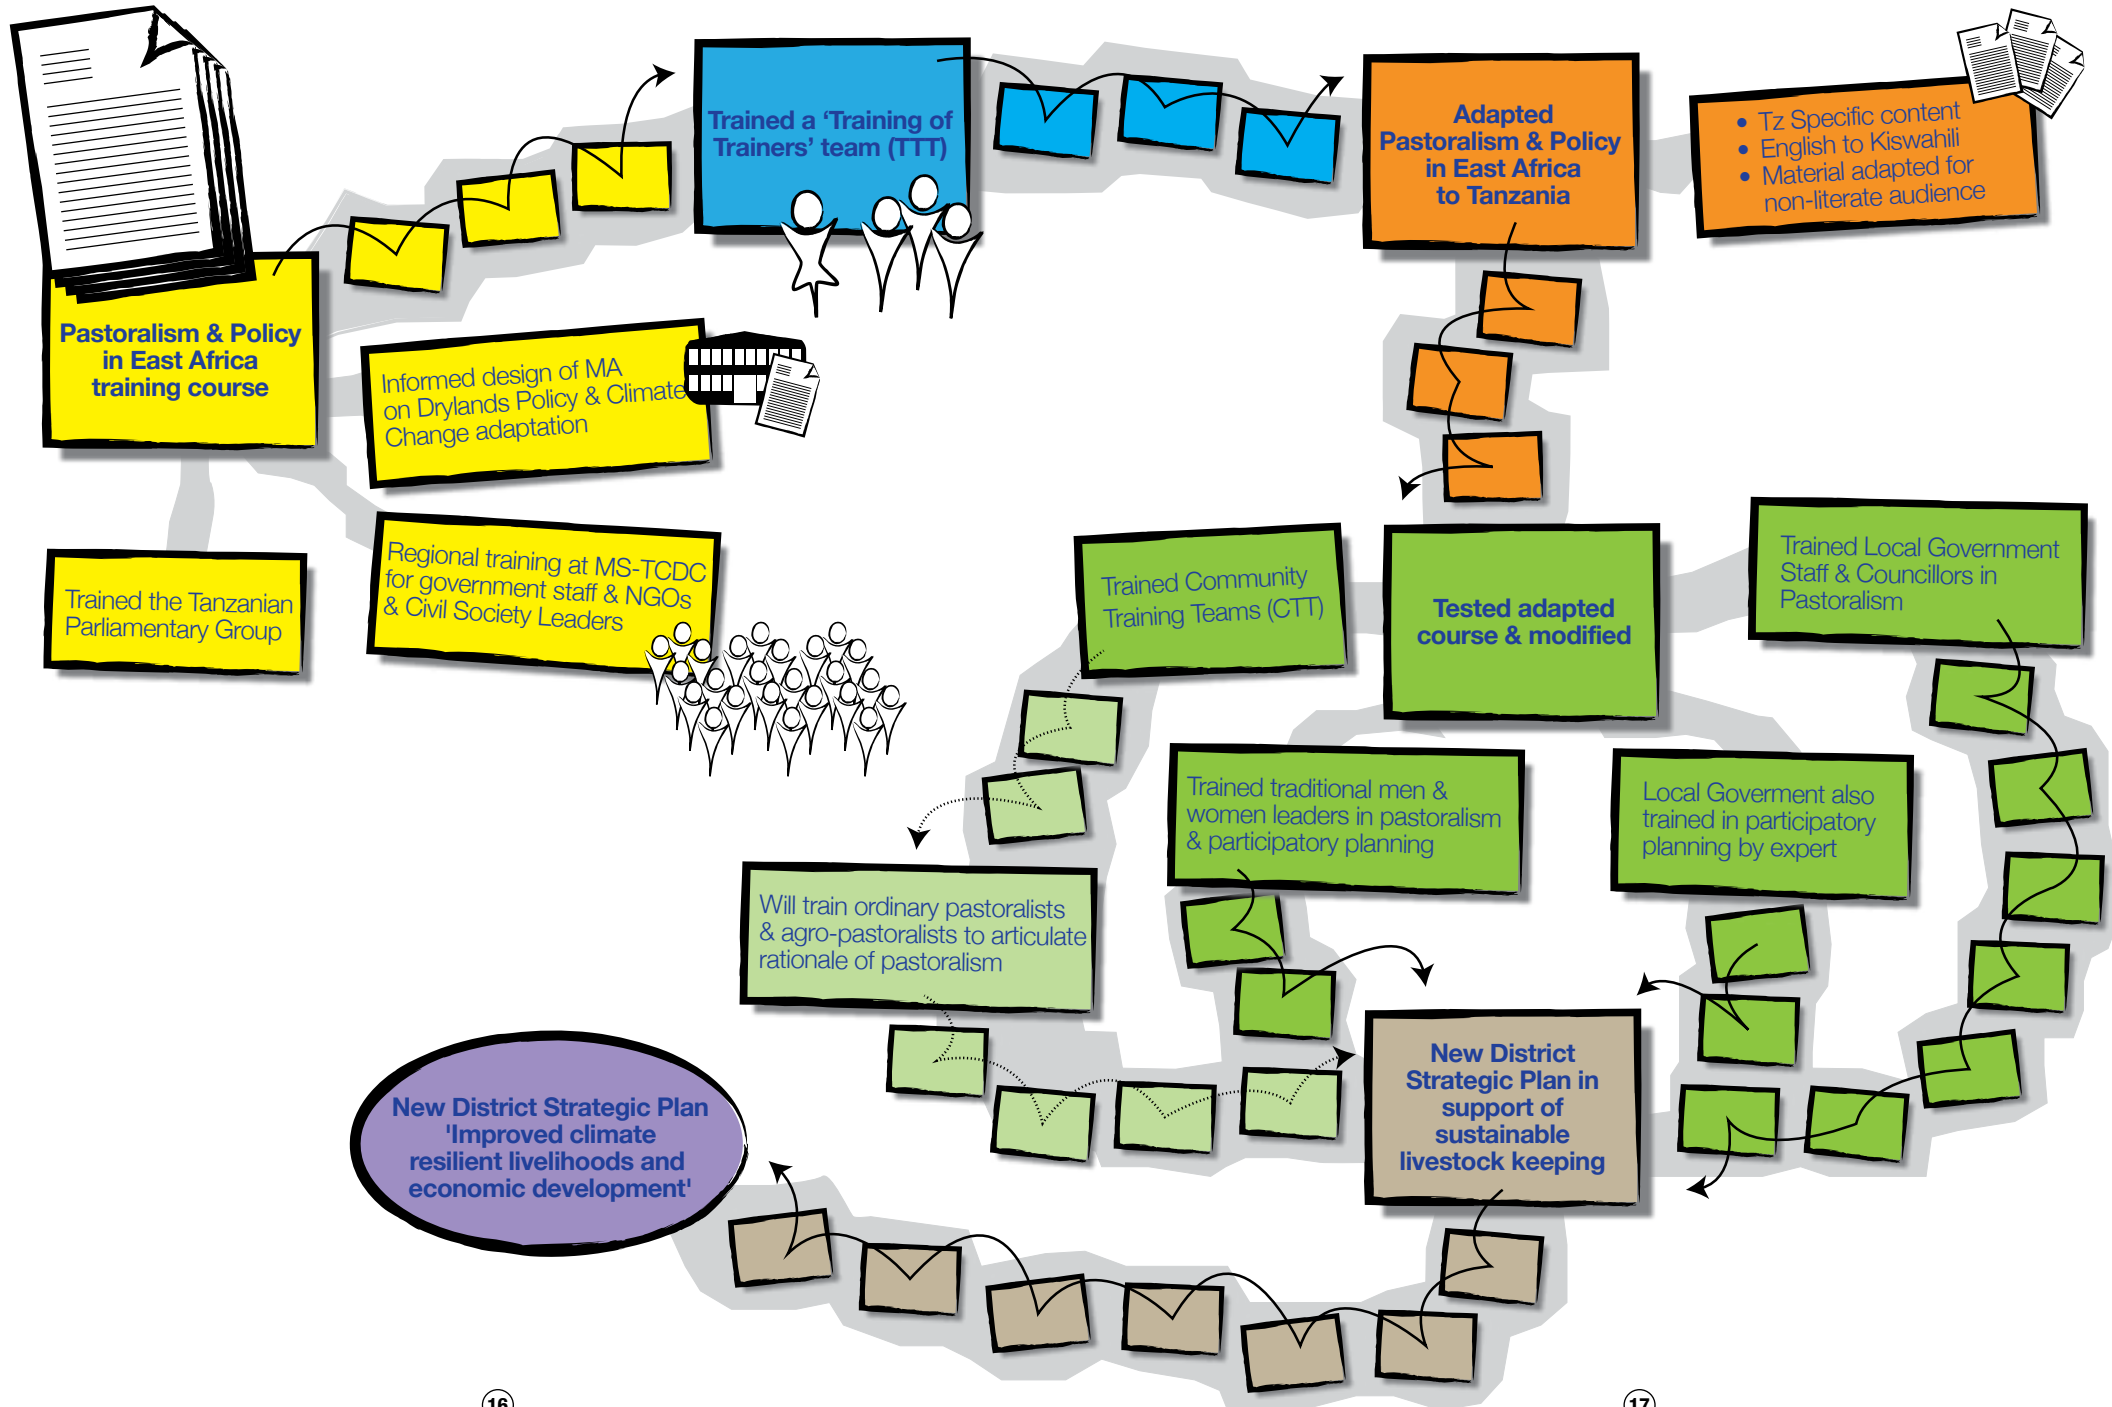 Pastoralism & Policy
in East Africa
training course
Trained a ‘Training of
Trainers’ team (TTT)
Adapted
Pastoralism & Policy
in East Africa
to Tanzania
• Tz Specific content
• English to Kiswahili
• Material adapted for
non-literate audience
Informed design of MA
on Drylands Policy & Climate
Change adaptation
Regional training at MS-TCDC
for government staff & NGOs
& Civil Society Leaders
Trained the Tanzanian
Parliamentary Group
Trained Community
Training Teams (CTT)
Tested adapted
course & modified
Trained Local Government
Staff & Councillors in
Pastoralism
Trained traditional men &
women leaders in pastoralism
& participatory planning
Local Goverment also
trained in participatory
planning by expert
Will train ordinary pastoralists
& agro-pastoralists to articulate
rationale of pastoralism
New District
Strategic Plan in
support of
sustainable
livestock keeping
New District Strategic Plan
'Improved climate
resilient livelihoods and
economic development'
16
17